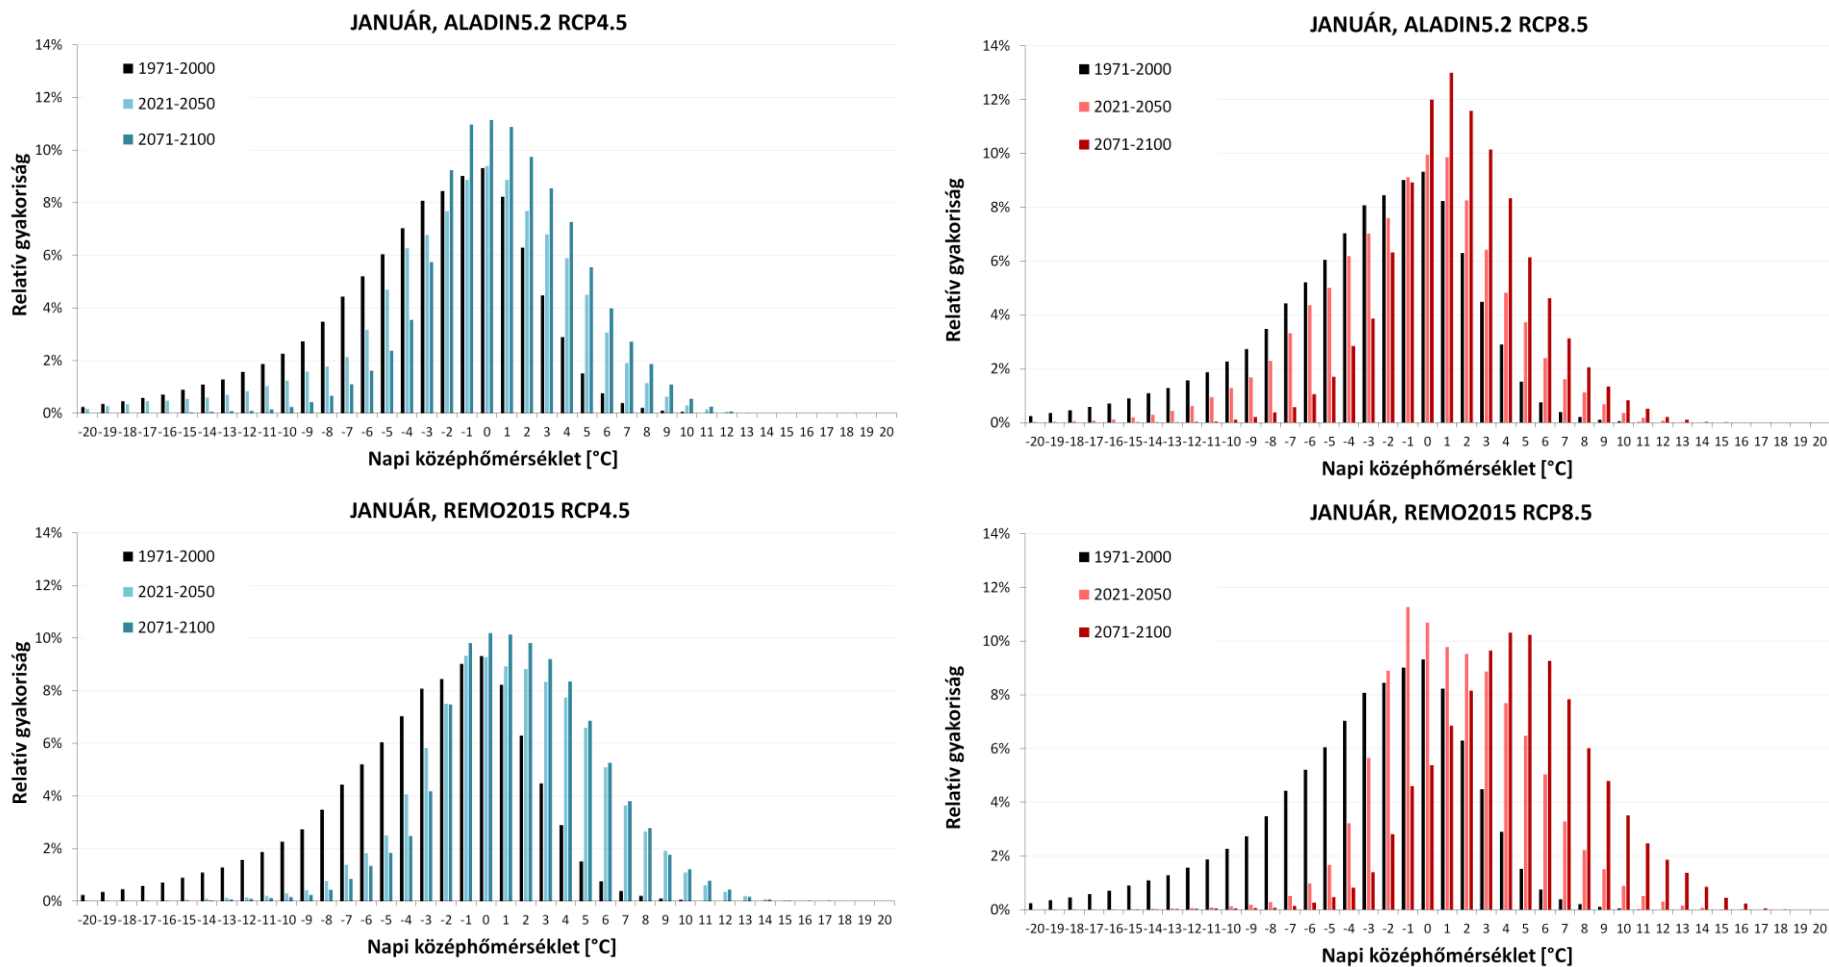 JANUÁR, ALADIN5.2 RCP4.5
14%
12%
10%
8%
6%
4%
2%
0%
Relatív gyakoriság
1971-2000
2021-2050
2071-2100
-20 -19 -18 -17 -16 -15 -14 -13 -12 -11 -10 -9 -8 -7 -6 -5 -4 -3 -2 -1 0 1 2 3 4 5 6 7 8 9 10 11 12 13 14 15 16 17 18 19 20
Napi középhőmérséklet [°C]
JANUÁR, ALADIN5.2 RCP8.5
14%
12%
10%
8%
6%
4%
2%
0%
Relatív gyakoriság
1971-2000
2021-2050
2071-2100
-20 -19 -18 -17 -16 -15 -14 -13 -12 -11 -10 -9 -8 -7 -6 -5 -4 -3 -2 -1 0 1 2 3 4 5 6 7 8 9 10 11 12 13 14 15 16 17 18 19 20
Napi középhőmérséklet [°C]
JANUÁR, REMO2015 RCP4.5
14%
12%
10%
8%
6%
4%
2%
0%
Relatív gyakoriság
1971-2000
2021-2050
2071-2100
-20 -19 -18 -17 -16 -15 -14 -13 -12 -11 -10 -9 -8 -7 -6 -5 -4 -3 -2 -1 0 1 2 3 4 5 6 7 8 9 10 11 12 13 14 15 16 17 18 19 20
Napi középhőmérséklet [°C]
JANUÁR, REMO2015 RCP8.5
14%
12%
10%
8%
6%
4%
2%
0%
Relatív gyakoriság
1971-2000
2021-2050
2071-2100
-20 -19 -18 -17 -16 -15 -14 -13 -12 -11 -10 -9 -8 -7 -6 -5 -4 -3 -2 -1 0 1 2 3 4 5 6 7 8 9 10 11 12 13 14 15 16 17 18 19 20
Napi középhőmérséklet [°C]